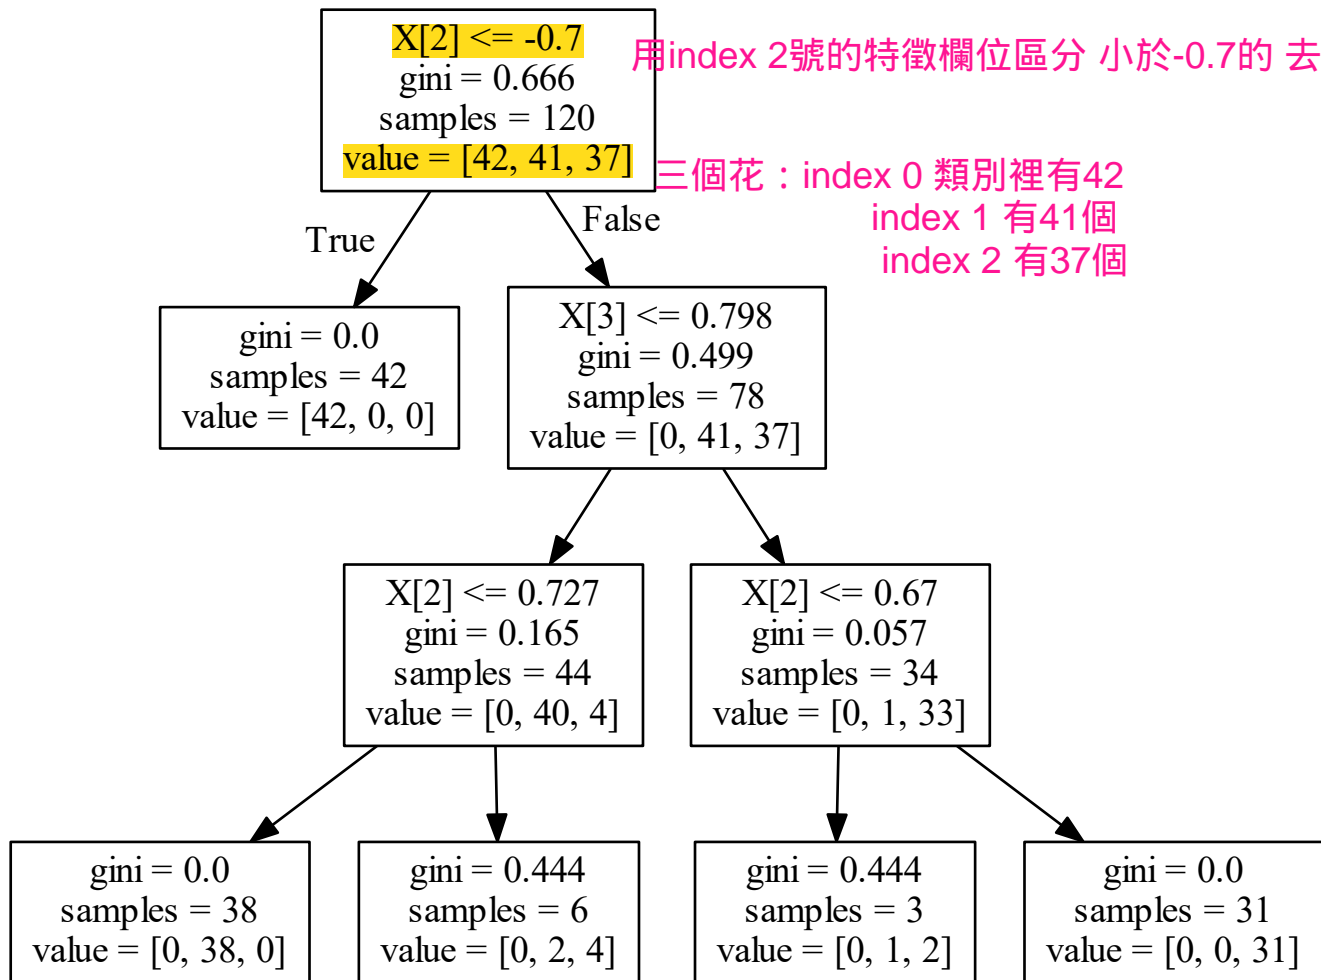 X[2] <= -0.7
gini = 0.666
samples = 120
value = [42, 41, 37]
用index 2號的特徵欄位區分 小於-0.7的 去
三個花：index 0 類別裡有42
index 1 有41個
index 2 有37個
True
False
gini = 0.0
samples = 42
value = [42, 0, 0]
X[3] <= 0.798
gini = 0.499
samples = 78
value = [0, 41, 37]
X[2] <= 0.727
gini = 0.165
samples = 44
value = [0, 40, 4]
X[2] <= 0.67
gini = 0.057
samples = 34
value = [0, 1, 33]
gini = 0.0
samples = 38
value = [0, 38, 0]
gini = 0.444
samples = 6
value = [0, 2, 4]
gini = 0.444
samples = 3
value = [0, 1, 2]
gini = 0.0
samples = 31
value = [0, 0, 31]